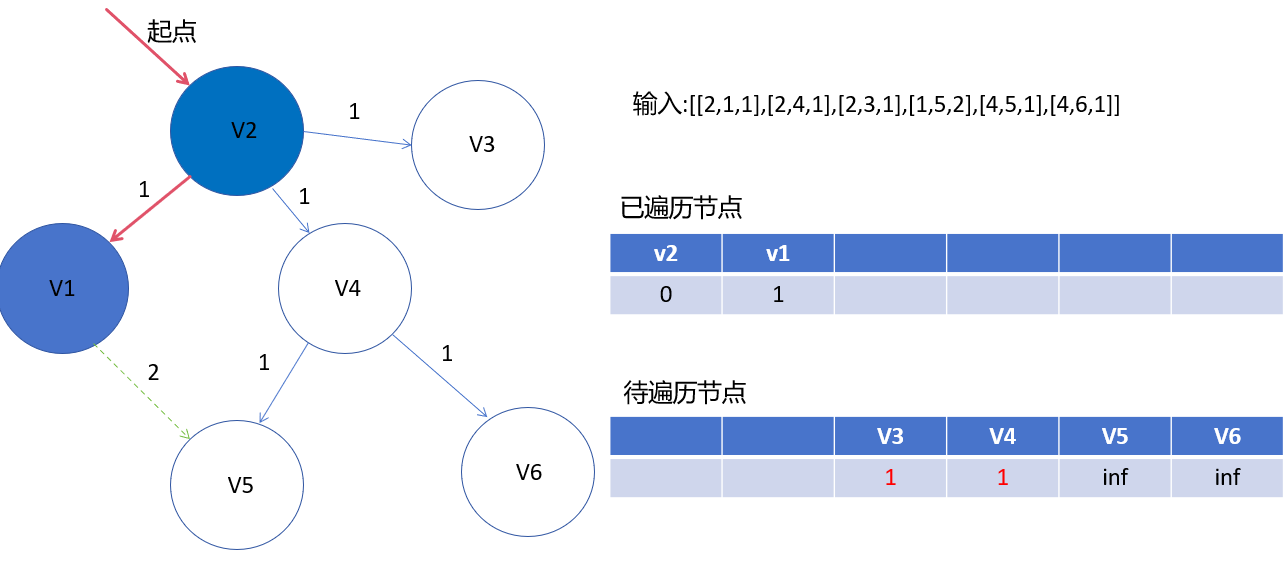 起点
V2
1
V3
1
1
V1
V4
2
1
1
V5
V6
输入:[[2,1,1],[2,4,1],[2,3,1],[1,5,2],[4,5,1],[4,6,1]]
已遍历节点
v2 v1
0 1
待遍历节点
V3 V4 V5 V6
1 1 inf inf